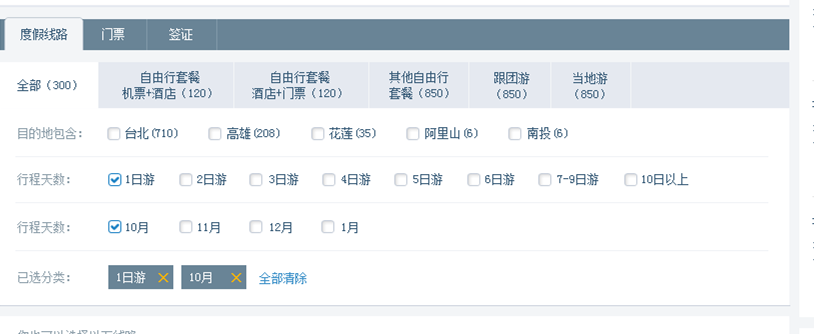 度假线路 门票 签证
全部（300） 自由行套餐 机票+酒店（120） 自由行套餐 酒店+门票（120） 其他自由行 套餐（850） 跟团游 （850） 当地游 （850）
目的地包含: 台北(710) 高雄(208) 花莲(35) 阿里山(6) 南投(6)
行程天数: 1日游 2日游 3日游 4日游 5日游 6日游 7-9日游 10日以上
行程天数: 10月 11月 12月 1月
已选分类: 1日游 × 10月 × 全部清除